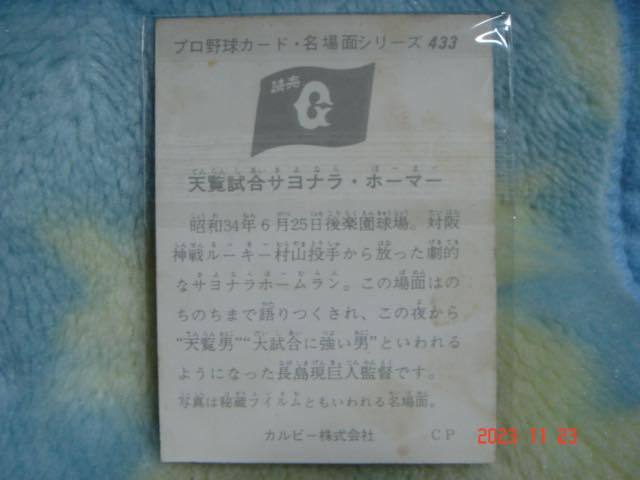 プロ野球カード・名場面シリーズ 433
読売
G
天覧試合サヨナラ・ホーマー
昭和34年6月25日後楽園球場。対阪
神戦ルーキー村山投手から放った劇的
なサヨナラホームラン。この場面はの
ちのちまで語りつくされ、この夜から
“天覧男”“大試合に強い男”といわれる
ようになった長島現巨人監督です。
写真は秘蔵フイルムともいわれる名場面。
カルビー株式会社 CP
2023 11 23